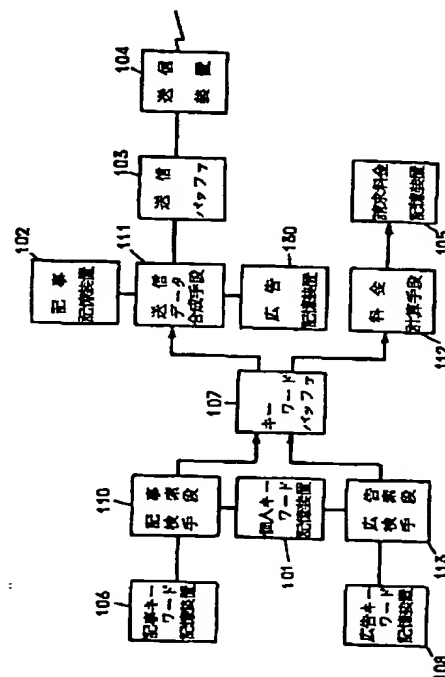 106
記事キー
ワード
記憶装置
110
記事
検索
手段
101
個人キー
ワード
記憶装置
108
広告キー
ワード
記憶装置
113
広告
検索
手段
107
キー
ワード
バッファ
102
記事
記憶装置
111
送信
データ
合成手段
130
広告
記憶装置
112
料金
計算手段
103
送信
バッファ
105
請求料金
記憶装置
104
送信
装置